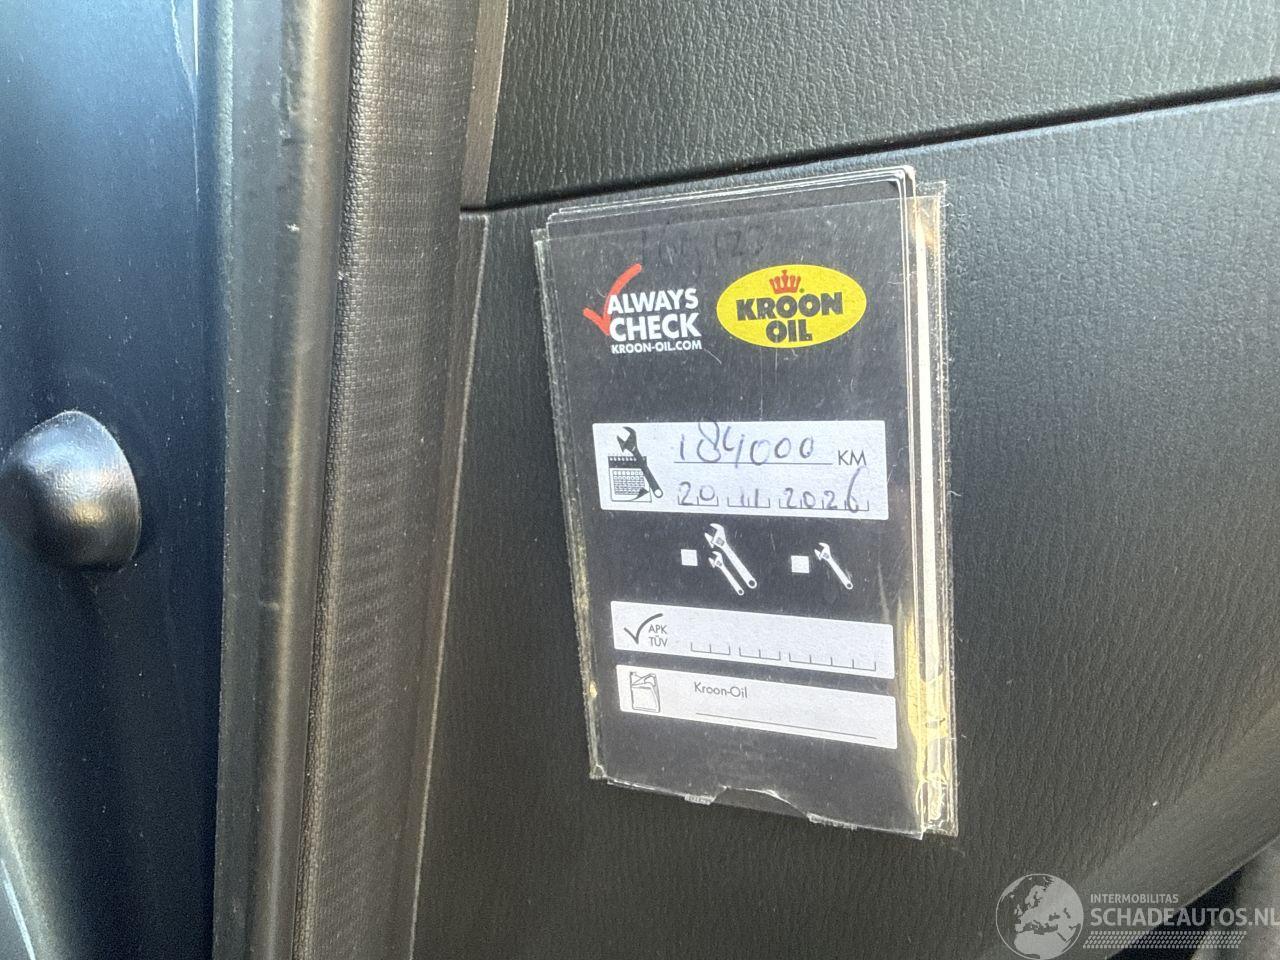 ALWAYS
CHECK
KROON-OIL.COM
KROON
OIL
184000 KM
20 11 2026
APK
TÜV
Kroon-Oil
INTERMOBILITAS
SCHADEAUTOS.NL